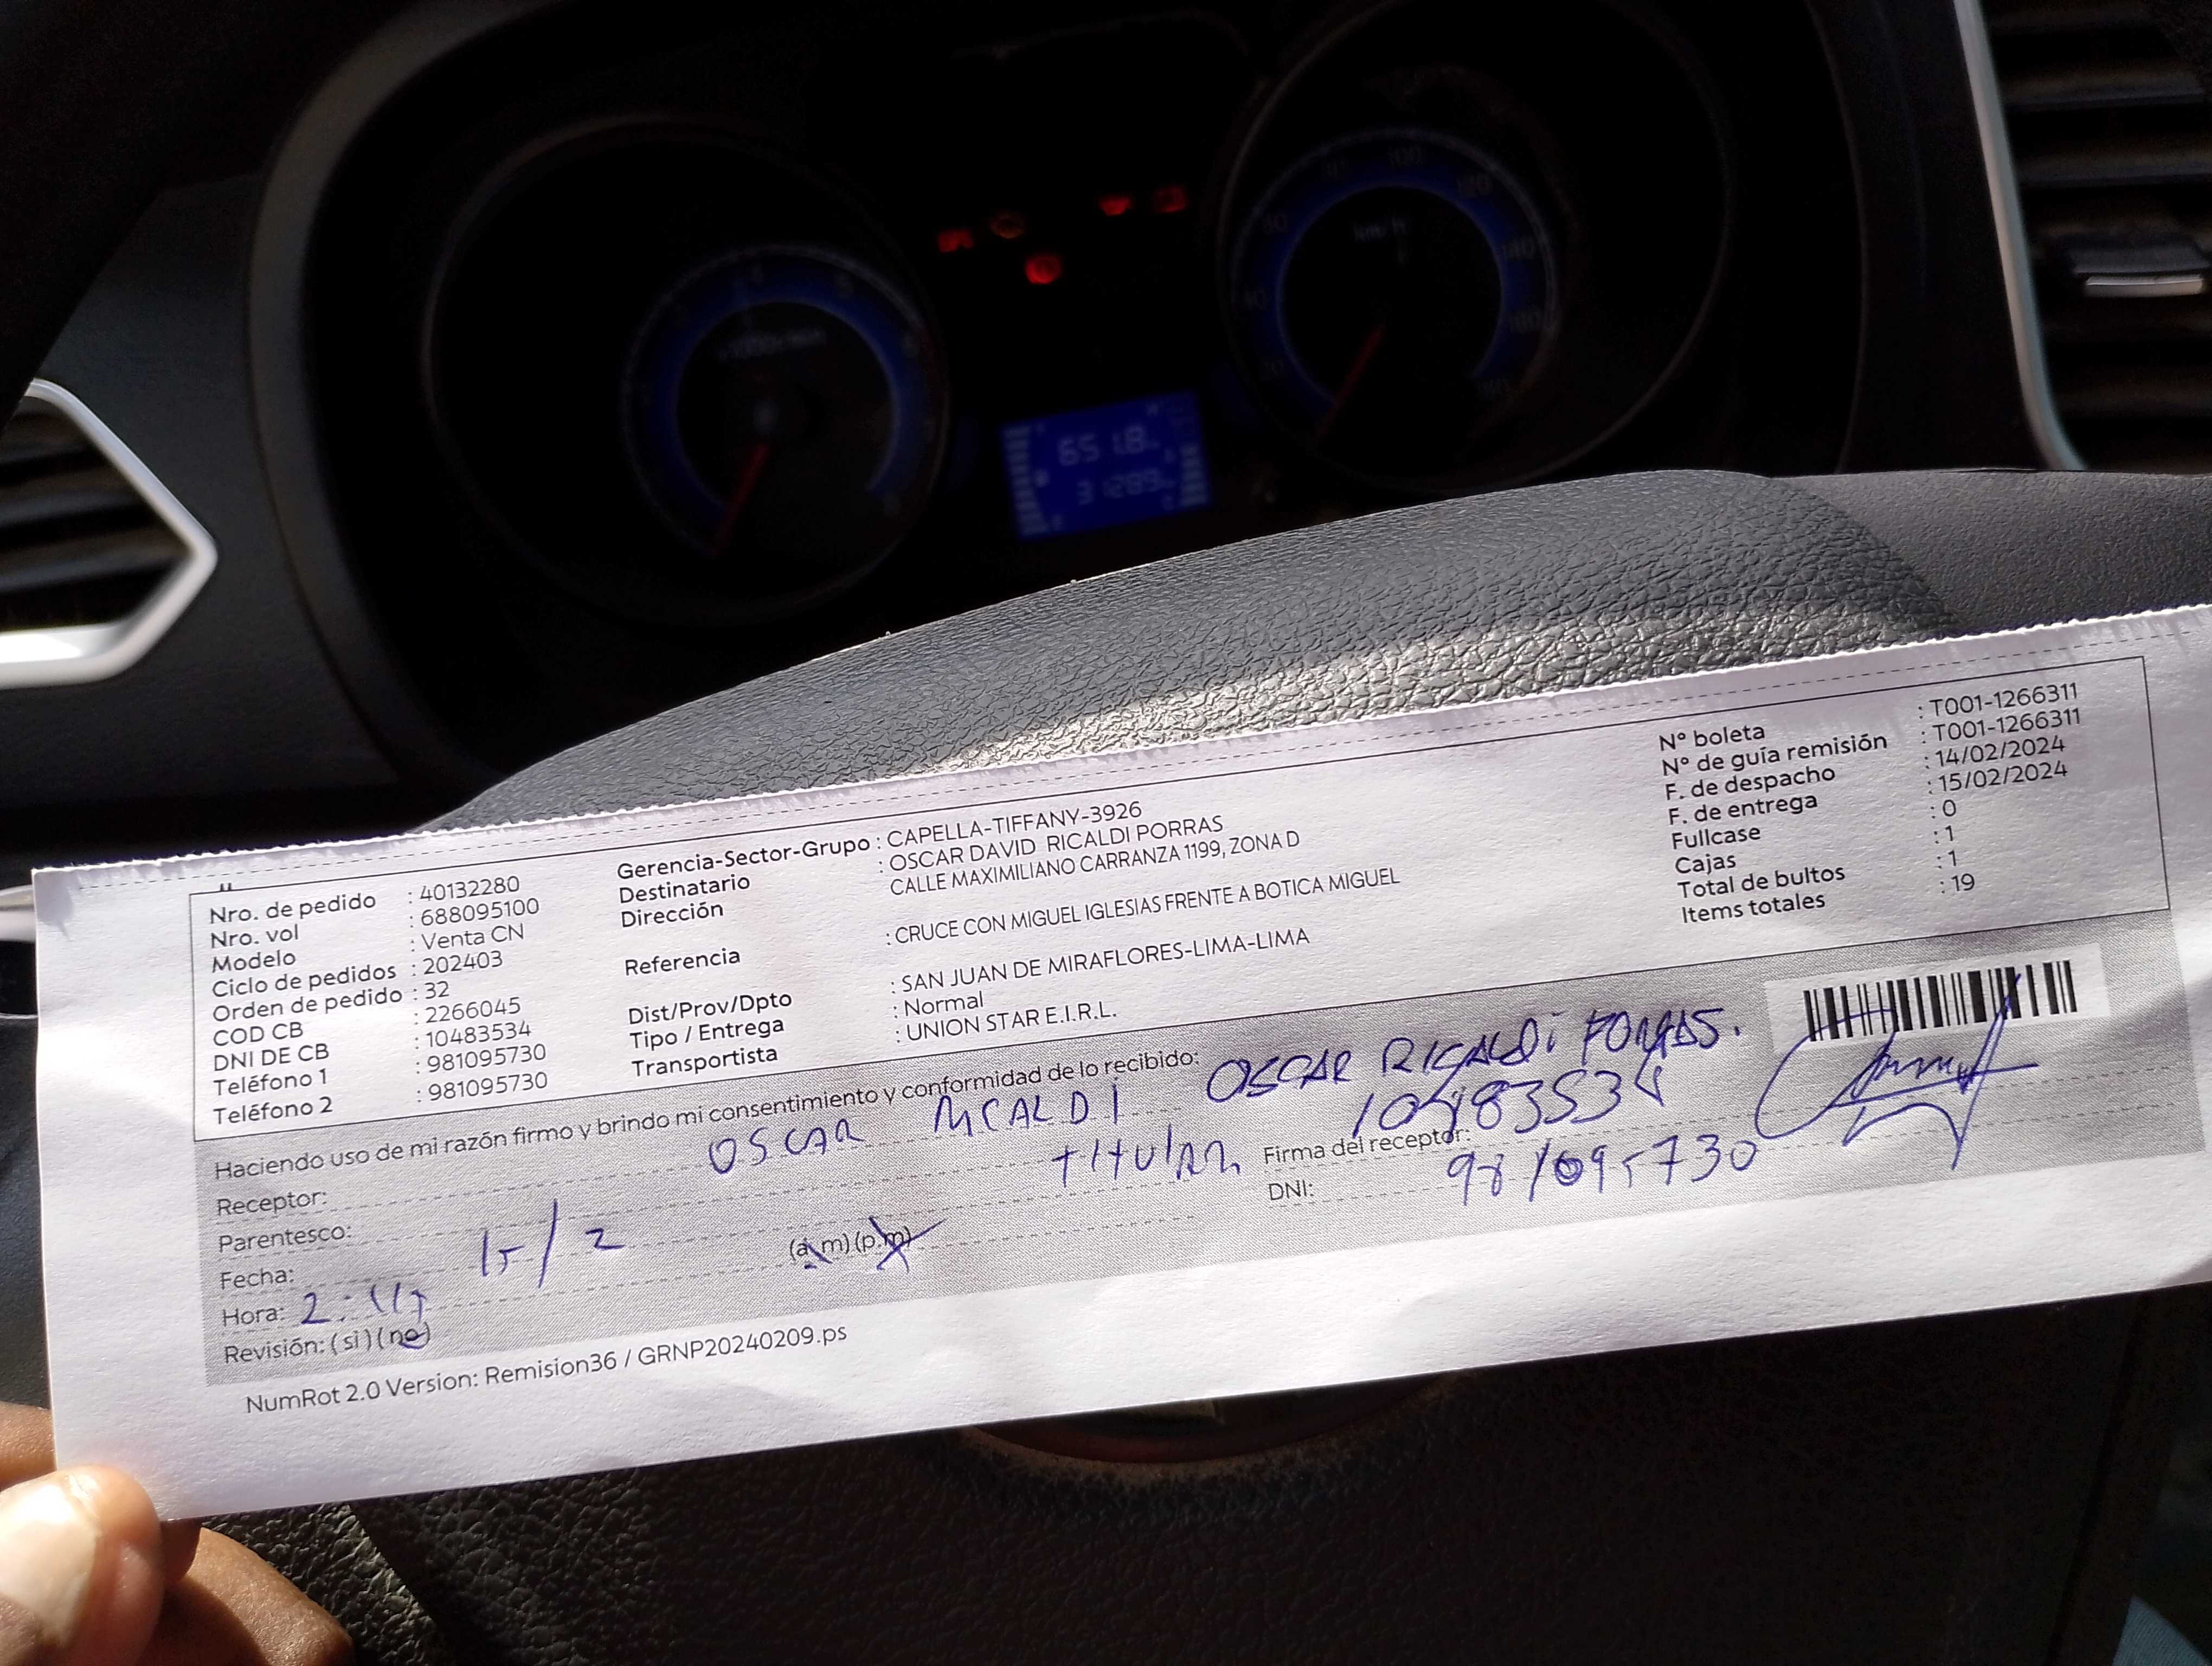 651.8
Nro. de pedido : 40132280
Nro. vol : 688095100
Modelo : Venta CN
Ciclo de pedidos : 202403
Orden de pedido : 32
COD CB : 2266045
DNI DE CB : 10483534
Teléfono 1 : 981095730
Teléfono 2 : 981095730
Gerencia-Sector-Grupo : CAPELLA-TIFFANY-3926
Destinatario : OSCAR DAVID RICALDI PORRAS
Dirección CALLE MAXIMILIANO CARRANZA 1199, ZONA D
Referencia : CRUCE CON MIGUEL IGLESIAS FRENTE A BOTICA MIGUEL
Dist/Prov/Dpto : SAN JUAN DE MIRAFLORES-LIMA-LIMA
Tipo / Entrega : Normal
Transportista : UNION STAR E.I.R.L.
N° boleta : T001-1266311
N° de guía remisión : T001-1266311
F. de despacho : 14/02/2024
F. de entrega : 15/02/2024
Fullcase : 0
Cajas : 1
Total de bultos : 1
Items totales : 19
Haciendo uso de mi razón firmo y brindo mi consentimiento y conformidad de lo recibido: OSCAR RICALDI PORRAS.
Receptor: OSCAR RICALDI
Firma del receptor: 10483534
Parentesco: titular
DNI: 981095730
Fecha: 15/2
Hora: 2: (a.m) (p.m)
Revisión: (si) (no)
NumRot 2.0 Version: Remision36 / GRNP20240209.ps